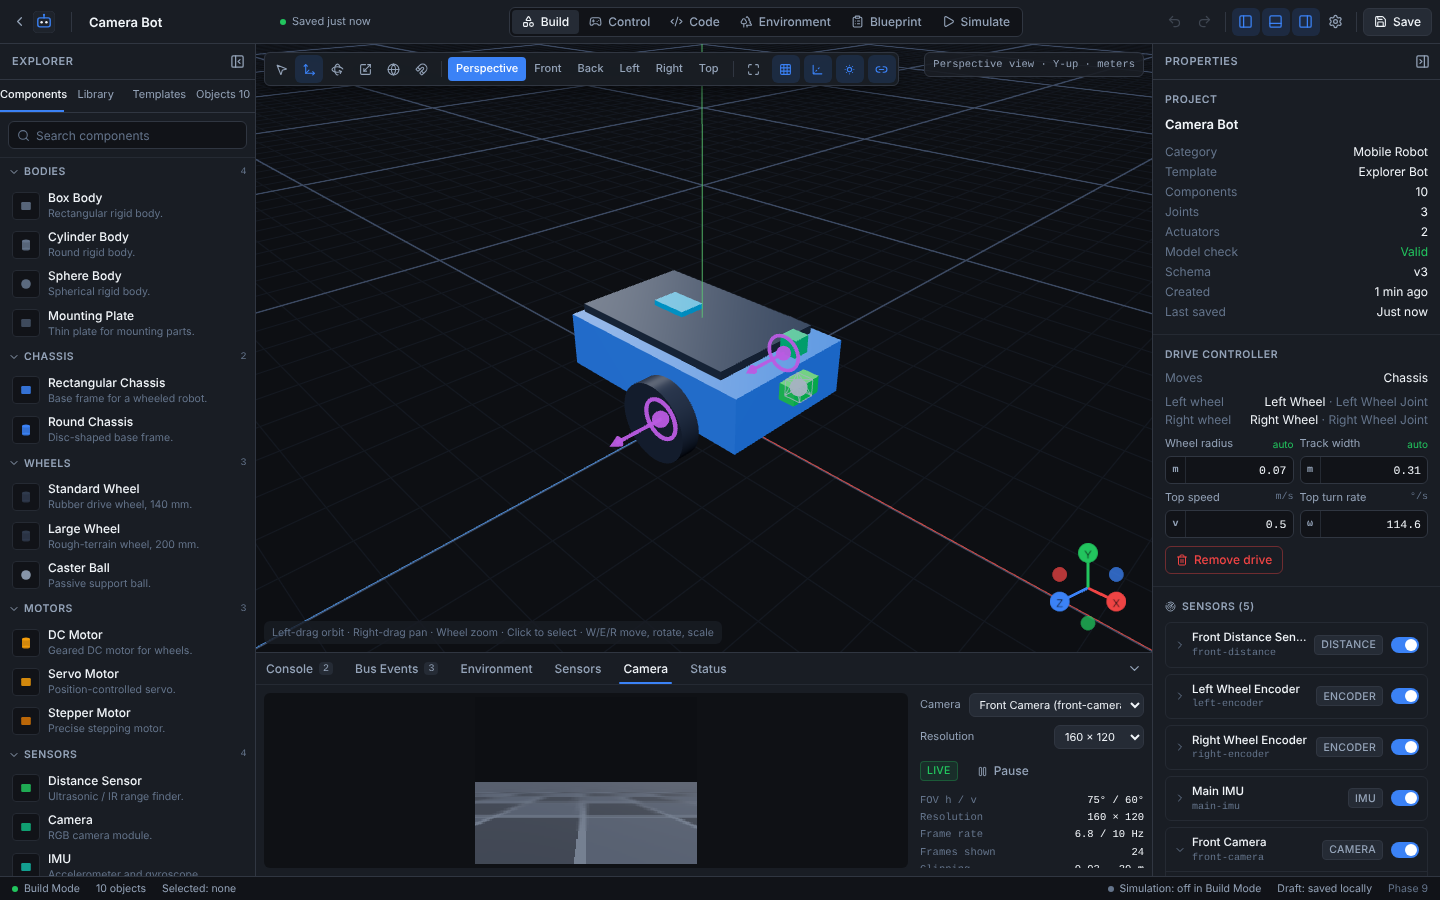 Camera Bot
Saved just now
Build
Control
Code
Environment
Blueprint
Simulate
Save
EXPLORER
Components
Library
Templates
Objects 10
Search components
BODIES 4
Box Body
Rectangular rigid body.
Cylinder Body
Round rigid body.
Sphere Body
Spherical rigid body.
Mounting Plate
Thin plate for mounting parts.
CHASSIS 2
Rectangular Chassis
Base frame for a wheeled robot.
Round Chassis
Disc-shaped base frame.
WHEELS 3
Standard Wheel
Rubber drive wheel, 140 mm.
Large Wheel
Rough-terrain wheel, 200 mm.
Caster Ball
Passive support ball.
MOTORS 3
DC Motor
Geared DC motor for wheels.
Servo Motor
Position-controlled servo.
Stepper Motor
Precise stepping motor.
SENSORS 4
Distance Sensor
Ultrasonic / IR range finder.
Camera
RGB camera module.
IMU
Accelerometer and gyroscope.
Perspective
Front
Back
Left
Right
Top
Perspective view · Y-up · meters
Y
Z
X
Left-drag orbit · Right-drag pan · Wheel zoom · Click to select · W/E/R move, rotate, scale
Console 2
Bus Events 3
Environment
Sensors
Camera
Status
Camera Front Camera (front-camera
Resolution 160 × 120
LIVE
Pause
FOV h / v 75° / 60°
Resolution 160 × 120
Frame rate 6.8 / 10 Hz
Frames shown 24
PROPERTIES
PROJECT
Camera Bot
Category Mobile Robot
Template Explorer Bot
Components 10
Joints 3
Actuators 2
Model check Valid
Schema v3
Created 1 min ago
Last saved Just now
DRIVE CONTROLLER
Moves Chassis
Left wheel Left Wheel · Left Wheel Joint
Right wheel Right Wheel · Right Wheel Joint
Wheel radius auto Track width auto
m 0.07 m 0.31
Top speed m/s Top turn rate °/s
v 0.5 ω 114.6
Remove drive
SENSORS (5)
Front Distance Sen... DISTANCE
front-distance
Left Wheel Encoder ENCODER
left-encoder
Right Wheel Encoder ENCODER
right-encoder
Main IMU IMU
main-imu
Front Camera CAMERA
front-camera
Build Mode
10 objects
Selected: none
Simulation: off in Build Mode
Draft: saved locally
Phase 9